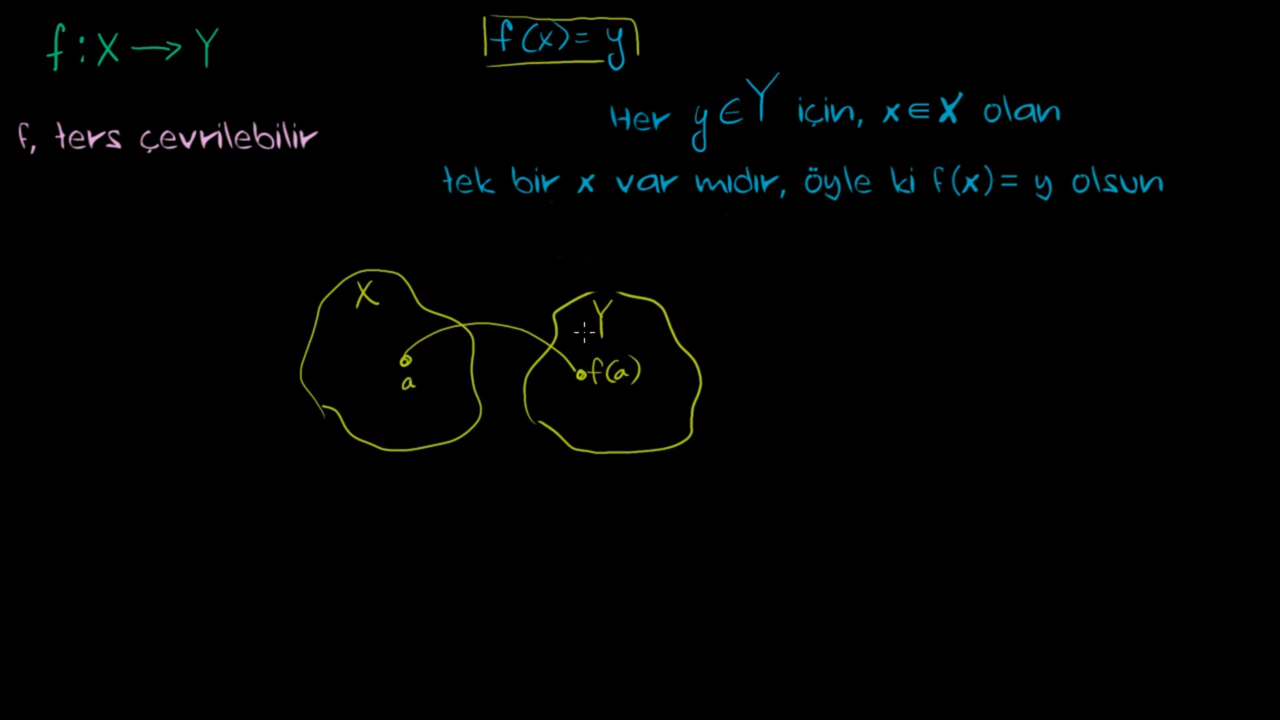 f : X → Y
f(x) = y
Her y ∈ Y için, x ∈ X olan
f, ters çevrilebilir
tek bir x var mıdır, öyle ki f(x) = y olsun
X
Y
a
f(a)